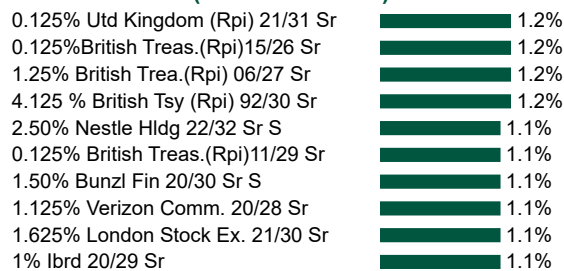 0.125% Utd Kingdom (Rpi) 21/31 Sr 1.2%
0.125%British Treas.(Rpi)15/26 Sr 1.2%
1.25% British Trea.(Rpi) 06/27 Sr 1.2%
4.125 % British Tsy (Rpi) 92/30 Sr 1.2%
2.50% Nestle Hldg 22/32 Sr S 1.1%
0.125% British Treas.(Rpi)11/29 Sr 1.1%
1.50% Bunzl Fin 20/30 Sr S 1.1%
1.125% Verizon Comm. 20/28 Sr 1.1%
1.625% London Stock Ex. 21/30 Sr 1.1%
1% Ibrd 20/29 Sr 1.1%